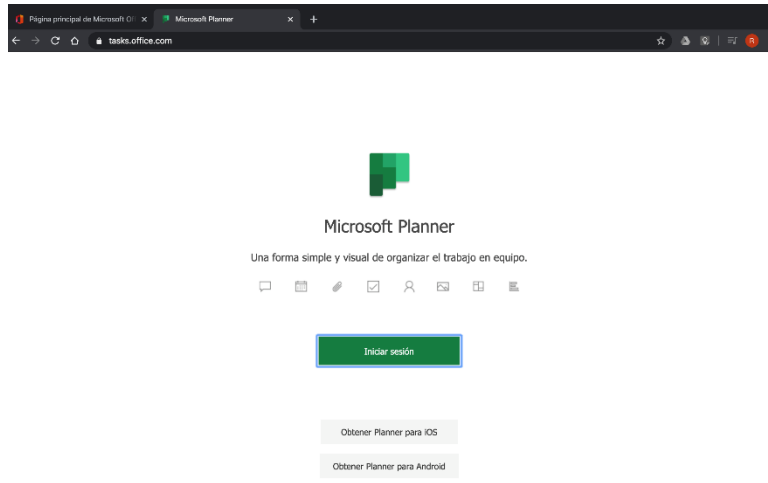 Página principal de Microsoft Off
Microsoft Planner
tasks.office.com
R
Microsoft Planner
Una forma simple y visual de organizar el trabajo en equipo.
Iniciar sesión
Obtener Planner para iOS
Obtener Planner para Android